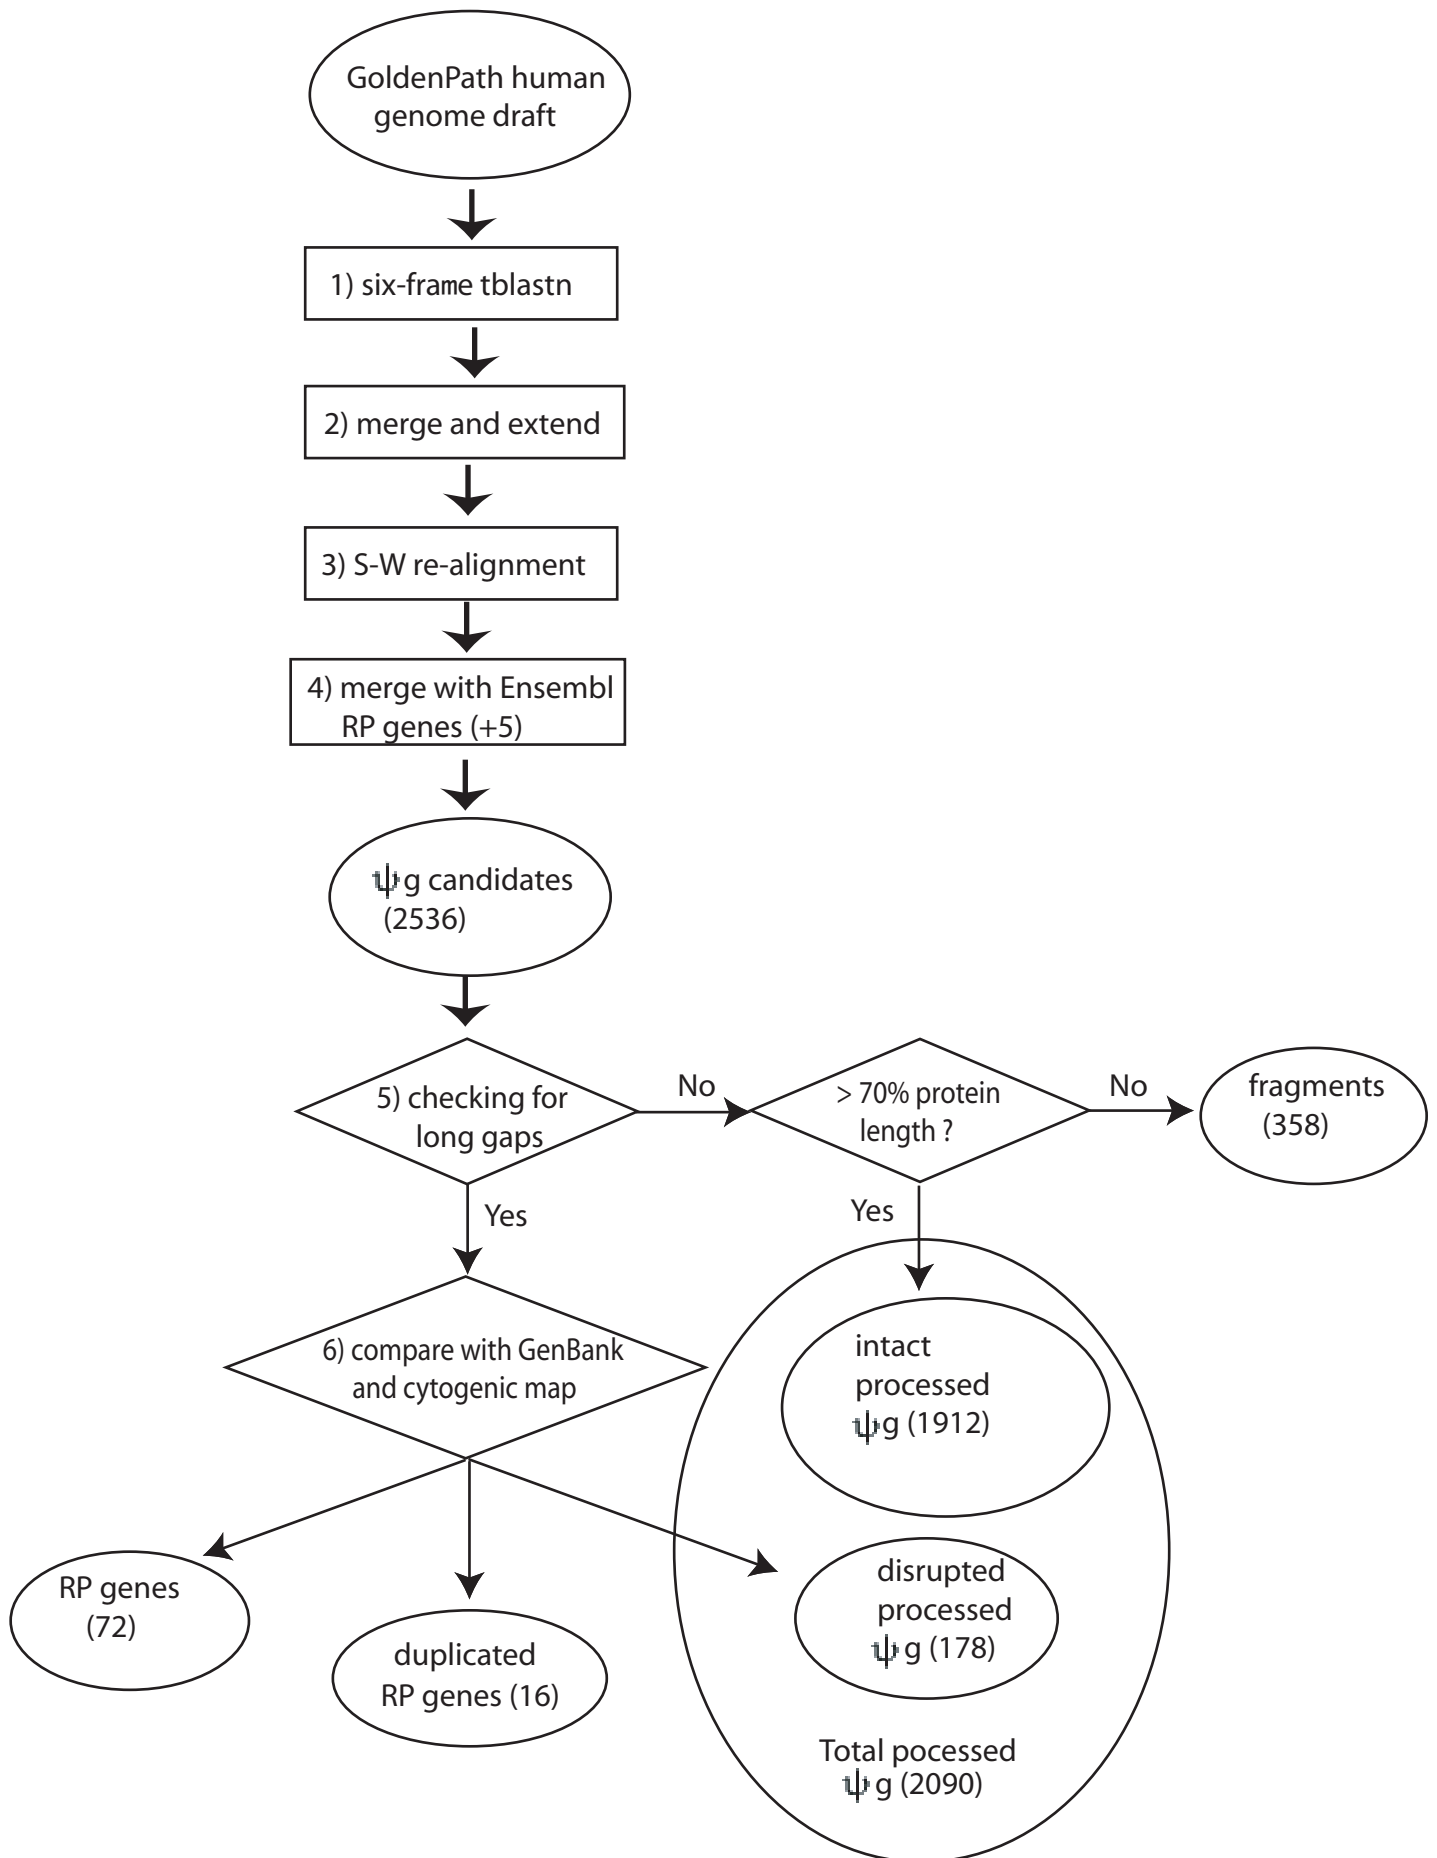 GoldenPath human
genome draft
1) six-frame tblastn
2) merge and extend
3) S-W re-alignment
4) merge with Ensembl
RP genes (+5)
ψg candidates
(2536)
5) checking for
long gaps
No
> 70% protein
length ?
No
fragments
(358)
Yes
Yes
6) compare with GenBank
and cytogenic map
intact
processed
ψg (1912)
RP genes
(72)
duplicated
RP genes (16)
disrupted
processed
ψg (178)
Total pocessed
ψg (2090)